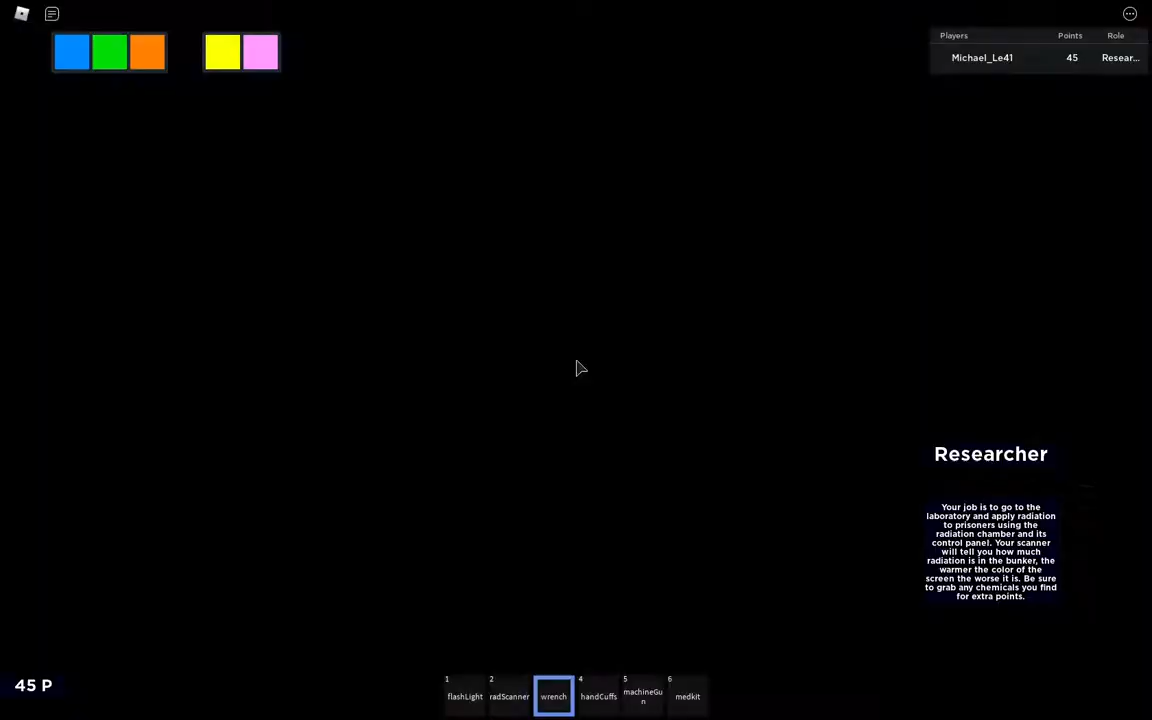 Players Points Role
Michael_Le41 45 Resear...
Researcher
Your job is to go to the
laboratory and apply radiation
to prisoners using the
radiation chamber and its
control panel. Your scanner
will tell you how much
radiation is in the bunker, the
warmer the color of the
screen the worse it is. Be sure
to grab any chemicals you find
for extra points.
45 P
1 2 4 5 6
flashLight radScanner wrench handCuffs machineGu
n
medkit